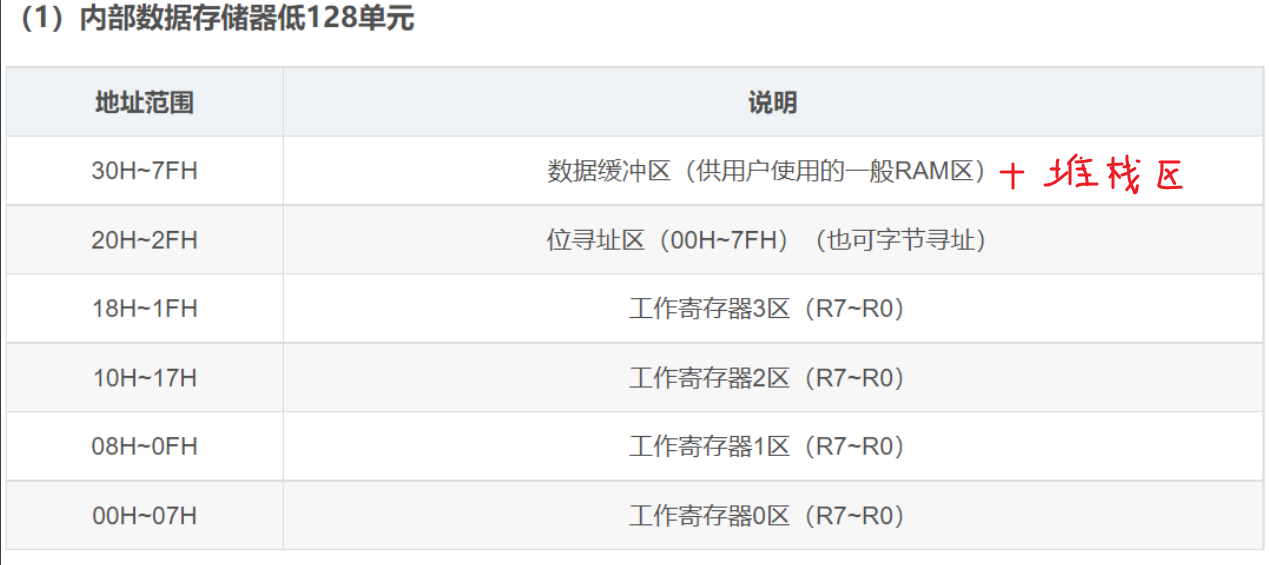 （1）内部数据存储器低128单元
地址范围 说明
30H~7FH 数据缓冲区（供用户使用的一般RAM区）+ 堆栈区
20H~2FH 位寻址区（00H~7FH）（也可字节寻址）
18H~1FH 工作寄存器3区（R7~R0）
10H~17H 工作寄存器2区（R7~R0）
08H~0FH 工作寄存器1区（R7~R0）
00H~07H 工作寄存器0区（R7~R0）